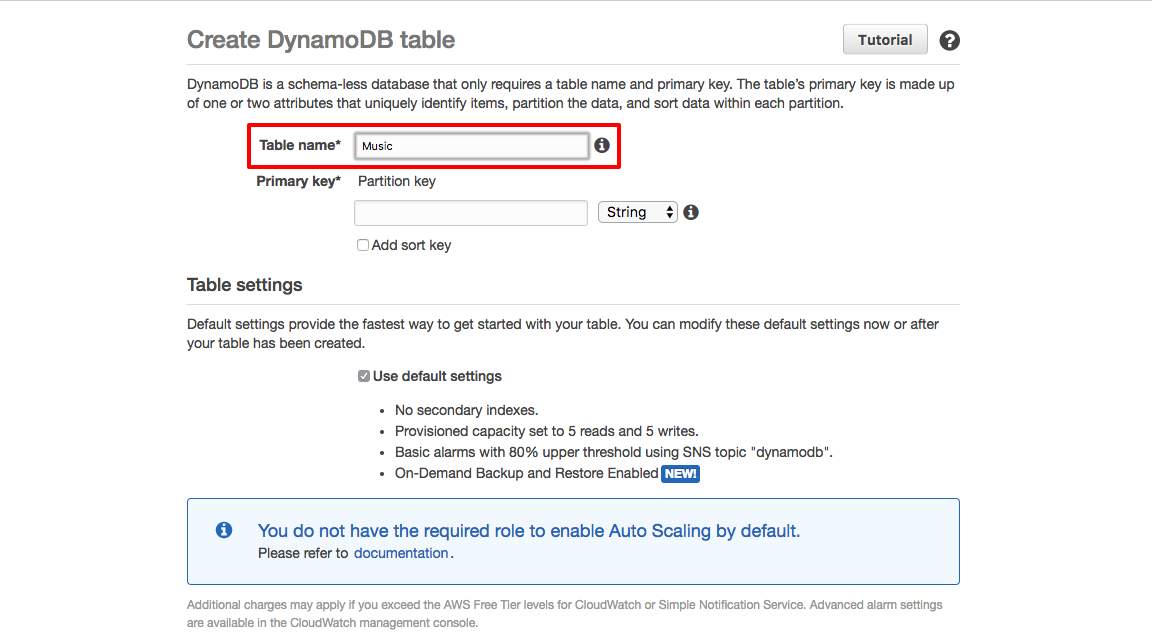 Create DynamoDB table
Tutorial
DynamoDB is a schema-less database that only requires a table name and primary key. The table's primary key is made up
of one or two attributes that uniquely identify items, partition the data, and sort data within each partition.
Table name* Music
Primary key* Partition key
String
Add sort key
Table settings
Default settings provide the fastest way to get started with your table. You can modify these default settings now or after
your table has been created.
Use default settings
• No secondary indexes.
• Provisioned capacity set to 5 reads and 5 writes.
• Basic alarms with 80% upper threshold using SNS topic "dynamodb".
• On-Demand Backup and Restore Enabled NEW!
You do not have the required role to enable Auto Scaling by default.
Please refer to documentation.
Additional charges may apply if you exceed the AWS Free Tier levels for CloudWatch or Simple Notification Service. Advanced alarm settings
are available in the CloudWatch management console.